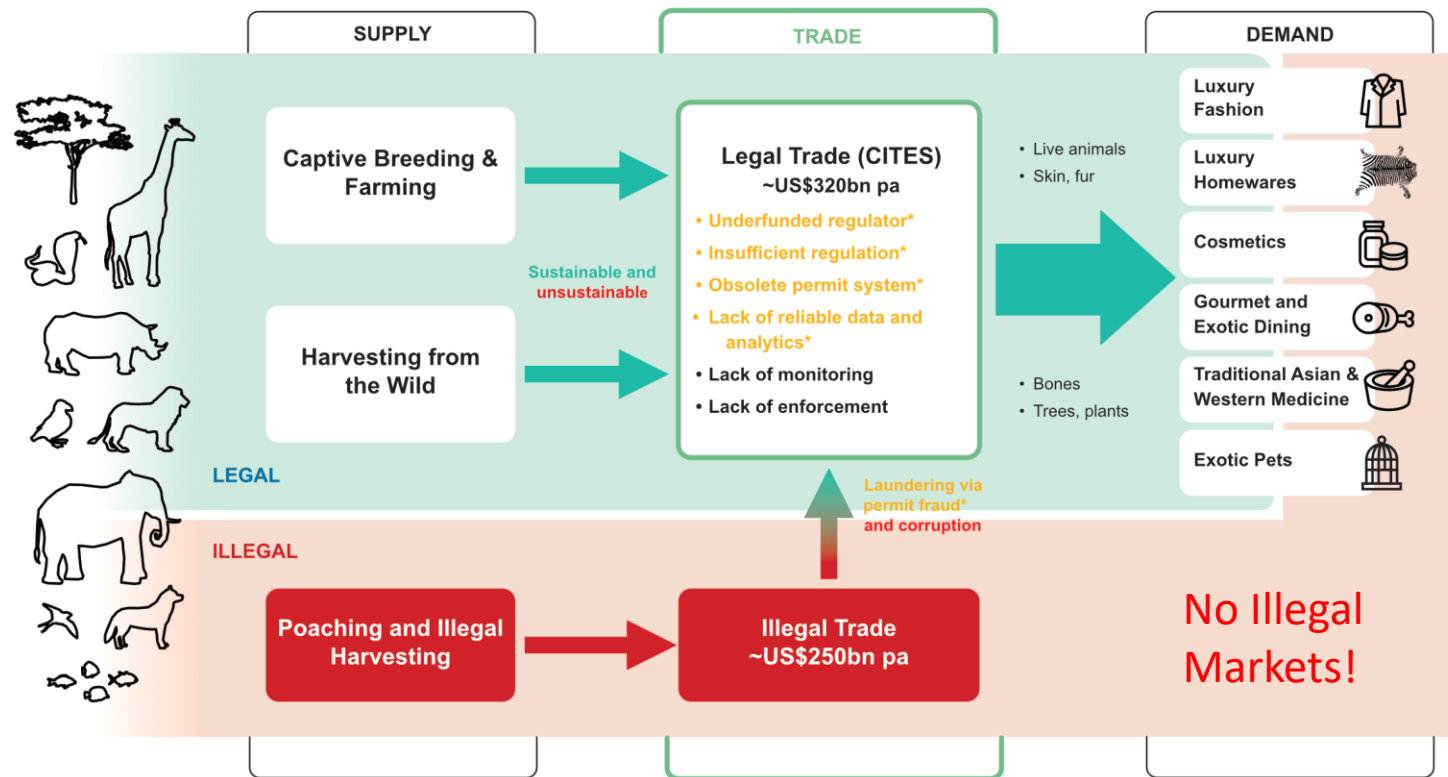 SUPPLY
TRADE
DEMAND
Captive Breeding &
Farming
Harvesting from
the Wild
Sustainable and
unsustainable
Legal Trade (CITES)
~US$320bn pa
• Underfunded regulator*
• Insufficient regulation*
• Obsolete permit system*
• Lack of reliable data and
analytics*
• Lack of monitoring
• Lack of enforcement
• Live animals
• Skin, fur
• Bones
• Trees, plants
Luxury
Fashion
Luxury
Homewares
Cosmetics
Gourmet and
Exotic Dining
Traditional Asian &
Western Medicine
Exotic Pets
LEGAL
Laundering via
permit fraud*
and corruption
ILLEGAL
Poaching and Illegal
Harvesting
Illegal Trade
~US$250bn pa
No Illegal
Markets!